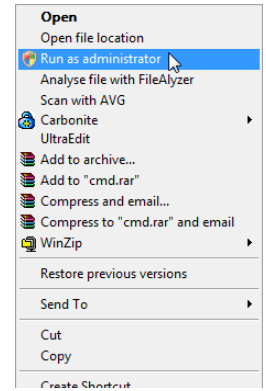 Open
Open file location
Run as administrator
Analyse file with FileAlyzer
Scan with AVG
Carbonite
UltraEdit
Add to archive...
Add to "cmd.rar"
Compress and email...
Compress to "cmd.rar" and email
WinZip
Restore previous versions
Send To
Cut
Copy
Create Shortcut